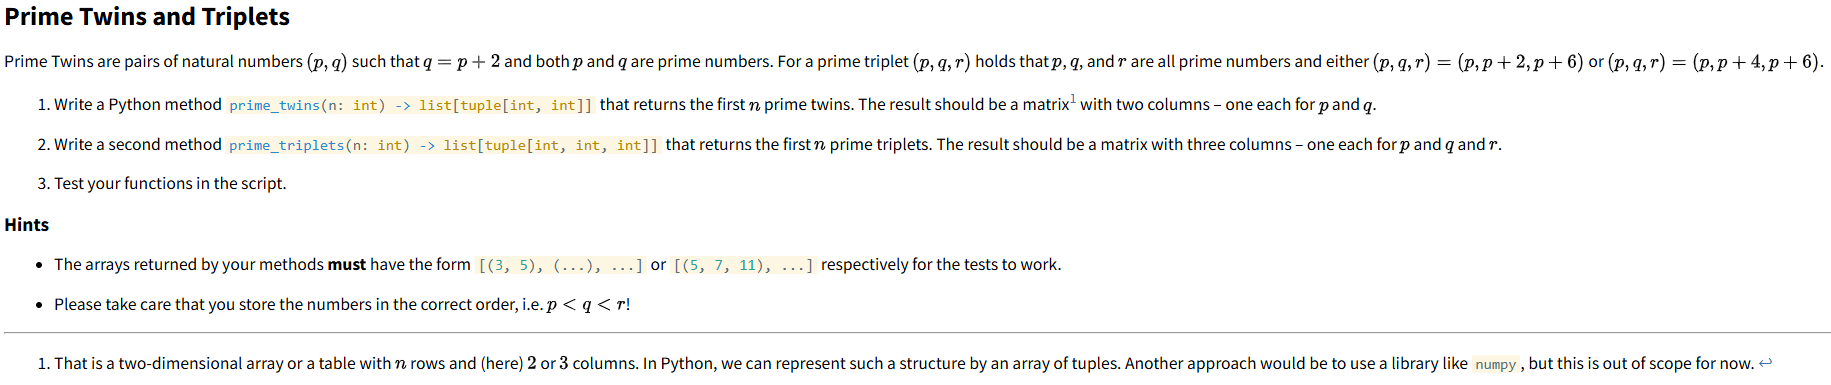 Prime Twins and Triplets
Prime Twins are pairs of natural numbers (p, q) such that q = p + 2 and both p and q are prime numbers. For a prime triplet (p, q, r) holds that p, q, and r are all prime numbers and either (p, q, r) = (p, p + 2, p + 6) or (p, q, r) = (p, p + 4, p + 6).
1. Write a Python method prime_twins(n: int) -> list[tuple[int, int]] that returns the first n prime twins. The result should be a matrix¹ with two columns – one each for p and q.
2. Write a second method prime_triplets(n: int) -> list[tuple[int, int, int]] that returns the first n prime triplets. The result should be a matrix with three columns – one each for p and q and r.
3. Test your functions in the script.
Hints
• The arrays returned by your methods must have the form [(3, 5), (...), ...] or [(5, 7, 11), ...] respectively for the tests to work.
• Please take care that you store the numbers in the correct order, i.e. p < q < r!
1. That is a two-dimensional array or a table with n rows and (here) 2 or 3 columns. In Python, we can represent such a structure by an array of tuples. Another approach would be to use a library like numpy , but this is out of scope for now. ↩